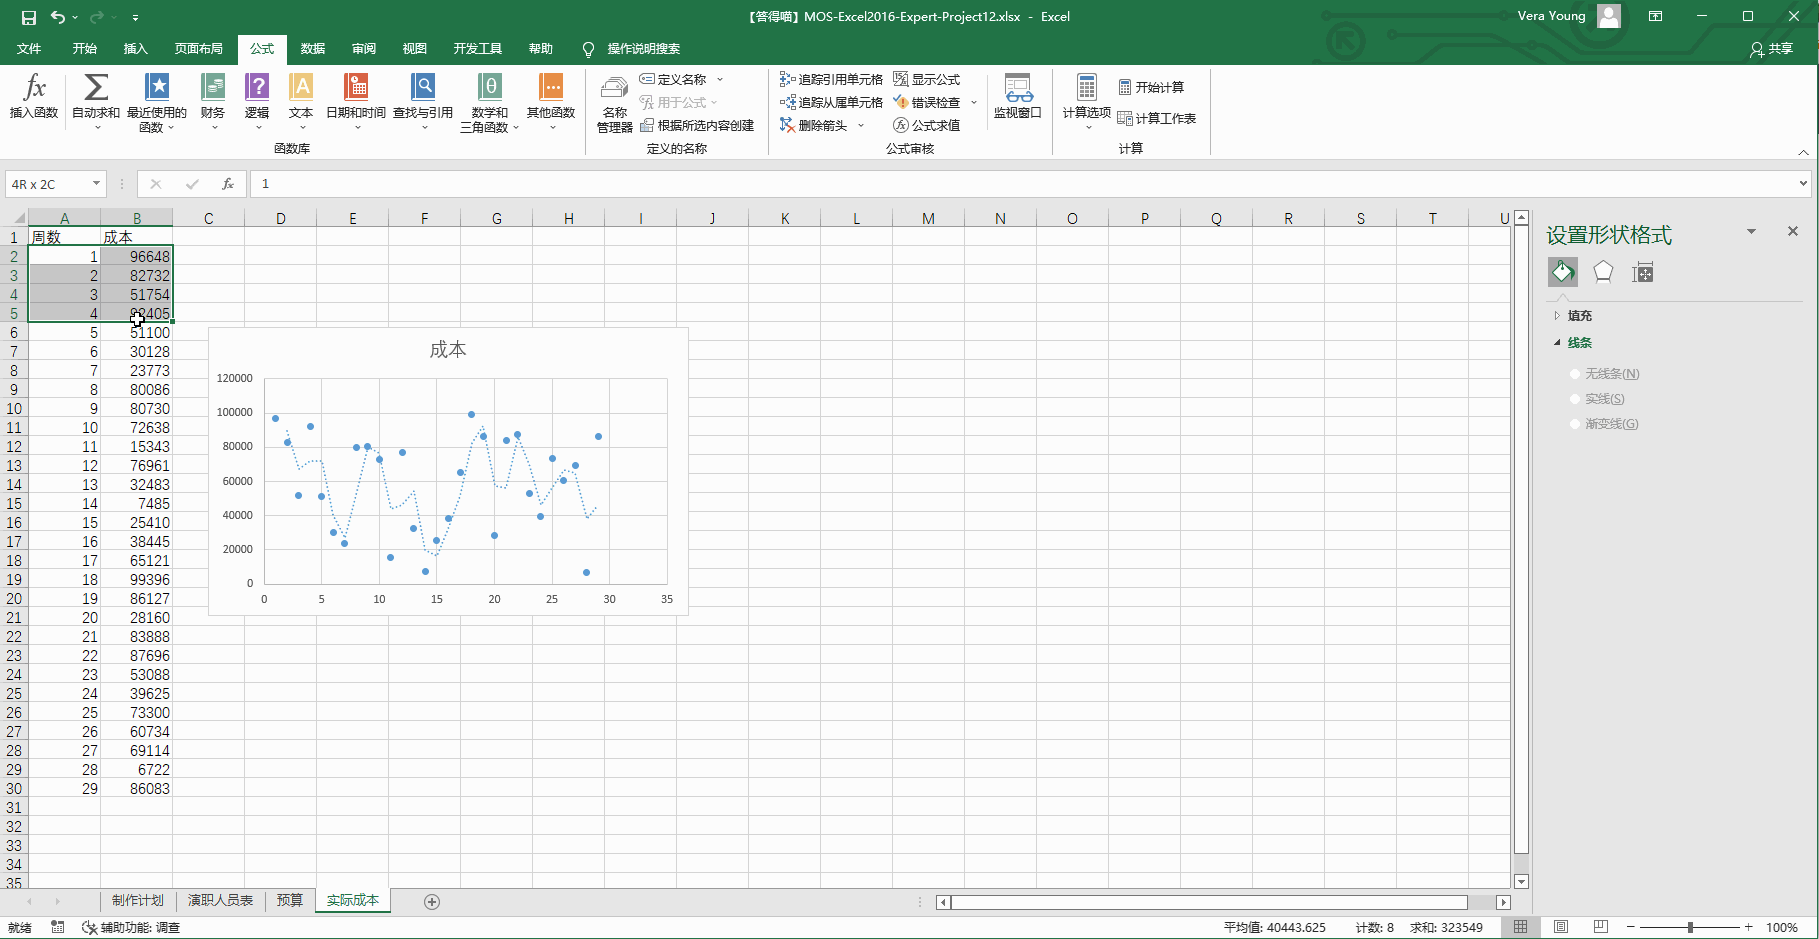 【答得喵】MOS-Excel2016-Expert-Project12.xlsx - Excel
Vera Young
文件 开始 插入 页面布局 公式 数据 审阅 视图 开发工具 帮助 操作说明搜索 共享
插入函数 自动求和 最近使用的函数 财务 逻辑 文本 日期和时间 查找与引用 数学和三角函数 其他函数
函数库
名称管理器 定义名称 用于公式 根据所选内容创建
定义的名称
追踪引用单元格 显示公式
追踪从属单元格 错误检查
删除箭头 公式求值
监视窗口
公式审核
计算选项 开始计算 计算工作表
计算
4R x 2C fx 1
A B C D E F G H I J K L M N O P Q R S T U
1 周数 成本
2 1 96648
3 2 82732
4 3 51754
5 4 92405
6 5 51100
7 6 30128
8 7 23773
9 8 80086
10 9 80730
11 10 72638
12 11 15343
13 12 76961
14 13 32483
15 14 7485
16 15 25410
17 16 38445
18 17 65121
19 18 99396
20 19 86127
21 20 28160
22 21 83888
23 22 87696
24 23 53088
25 24 39625
26 25 73300
27 26 60734
28 27 69114
29 28 6722
30 29 86083
31
32
33
34
35
成本
120000
100000
80000
60000
40000
20000
0
0 5 10 15 20 25 30 35
设置形状格式
填充
线条
无线条(N)
实线(S)
渐变线(G)
制作计划 演职人员表 预算 实际成本
就绪 辅助功能: 调查 平均值: 40443.625 计数: 8 求和: 323549 100%